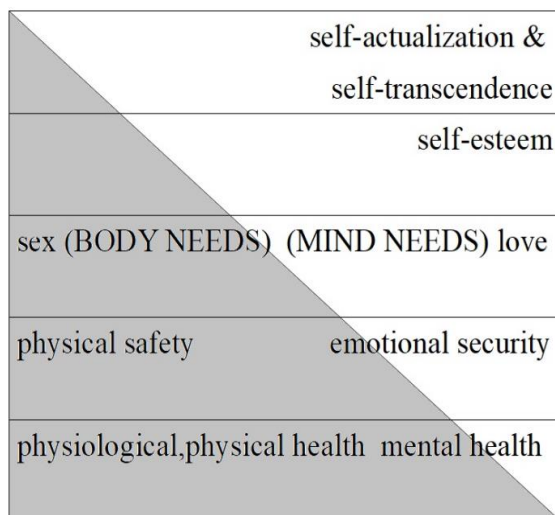 self-actualization &
self-transcendence
self-esteem
sex (BODY NEEDS) (MIND NEEDS) love
physical safety emotional security
physiological,physical health mental health